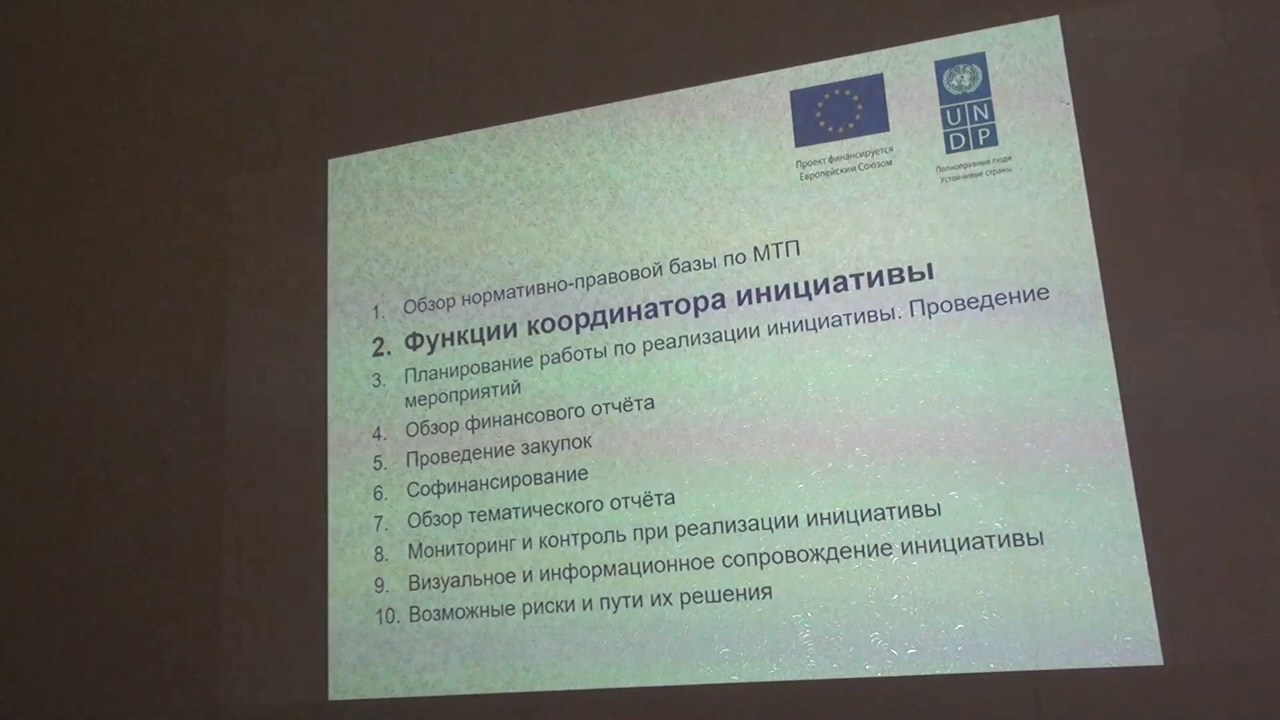 Проект финансируется
Европейским Союзом
UN
DP
Полноправные люди
Устойчивые страны
1. Обзор нормативно-правовой базы по МТП
2. Функции координатора инициативы
3. Планирование работы по реализации инициативы. Проведение
мероприятий
4. Обзор финансового отчёта
5. Проведение закупок
6. Софинансирование
7. Обзор тематического отчёта
8. Мониторинг и контроль при реализации инициативы
9. Визуальное и информационное сопровождение инициативы
10. Возможные риски и пути их решения